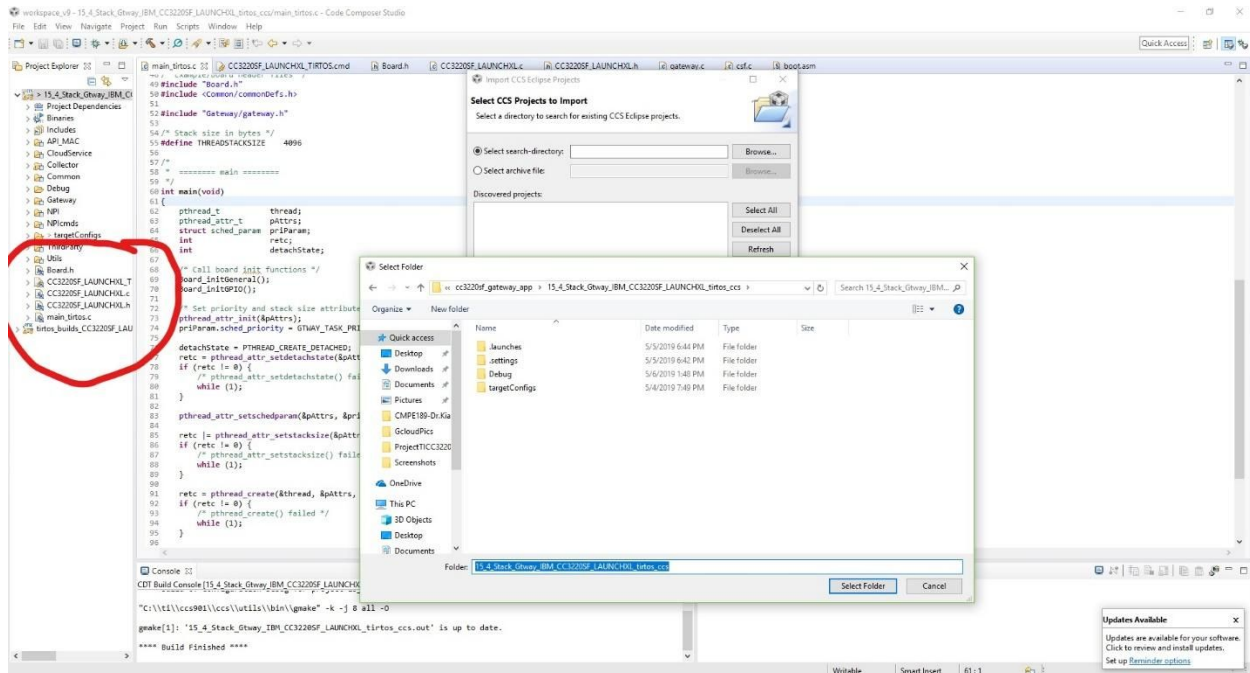 workspace_v9 - 15_4_Stack_Gtway_IBM_CC3220SF_LAUNCHXL_tirtos_ccs/main_tirtos.c - Code Composer Studio
File Edit View Navigate Project Run Scripts Window Help
Quick Access
Project Explorer
main_tirtos.c
CC3220SF_LAUNCHXL_TIRTOS.cmd
Board.h
CC3220SF_LAUNCHXL.c
CC3220SF_LAUNCHXL.h
gateway.c
csf.c
boot.asm
> 15_4_Stack_Gtway_IBM_C
Project Dependencies
Binaries
Includes
API_MAC
CloudService
Collector
Common
Debug
Gateway
NPI
NPIcmds
> targetConfigs
ThirdParty
Utils
Board.h
CC3220SF_LAUNCHXL_T
CC3220SF_LAUNCHXL.c
CC3220SF_LAUNCHXL.h
main_tirtos.c
tirtos_builds_CC3220SF_LAU
49 #include "Board.h"
50 #include <Common/commonDefs.h>
51
52 #include "Gateway/gateway.h"
53
54 /* Stack size in bytes */
55 #define THREADSTACKSIZE 4096
56
57 /*
58 * ======== main ========
59 */
60 int main(void)
61 {
62 pthread_t thread;
63 pthread_attr_t pAttrs;
64 struct sched_param priParam;
65 int retc;
66 int detachState;
67
68 /* Call board init functions */
69 Board_initGeneral();
70 Board_initGPIO();
71
72 /* Set priority and stack size attribute
73 pthread_attr_init(&pAttrs);
74 priParam.sched_priority = GTWAY_TASK_PRI
75
76 detachState = PTHREAD_CREATE_DETACHED;
77 retc = pthread_attr_setdetachstate(&pAtt
78 if (retc != 0) {
79 /* pthread_attr_setdetachstate() fai
80 while (1);
81 }
82
83 pthread_attr_setschedparam(&pAttrs, &pri
84
85 retc |= pthread_attr_setstacksize(&pAttr
86 if (retc != 0) {
87 /* pthread_attr_setstacksize() faile
88 while (1);
89 }
90
91 retc = pthread_create(&thread, &pAttrs,
92 if (retc != 0) {
93 /* pthread_create() failed */
94 while (1);
95 }
96
Import CCS Eclipse Projects
Select CCS Projects to Import
Select a directory to search for existing CCS Eclipse projects.
Select search-directory:
Browse...
Select archive file:
Browse...
Discovered projects:
Select All
Deselect All
Refresh
Select Folder
« cc3220sf_gateway_app > 15_4_Stack_Gtway_IBM_CC3220SF_LAUNCHXL_tirtos_ccs >
Search 15_4_Stack_Gtway_IBM...
Organize New folder
Quick access
Desktop
Downloads
Documents
Pictures
CMPE189-Dr.Kia
GcloudPics
ProjectTICC3220
Screenshots
OneDrive
This PC
3D Objects
Desktop
Documents
Name Date modified Type Size
.launches 5/5/2019 6:44 PM File folder
.settings 5/5/2019 6:42 PM File folder
Debug 5/6/2019 1:48 PM File folder
targetConfigs 5/4/2019 7:49 PM File folder
Folder: 15_4_Stack_Gtway_IBM_CC3220SF_LAUNCHXL_tirtos_ccs
Select Folder Cancel
Console
CDT Build Console [15_4_Stack_Gtway_IBM_CC3220SF_LAUNCHX
"C:\\ti\\ccs901\\ccs\\utils\\bin\\gmake" -k -j 8 all -O
gmake[1]: '15_4_Stack_Gtway_IBM_CC3220SF_LAUNCHXL_tirtos_ccs.out' is up to date.
**** Build Finished ****
Updates Available x
Updates are available for your software.
Click to review and install updates.
Set up Reminder options
Writable Smart Insert 61 : 1